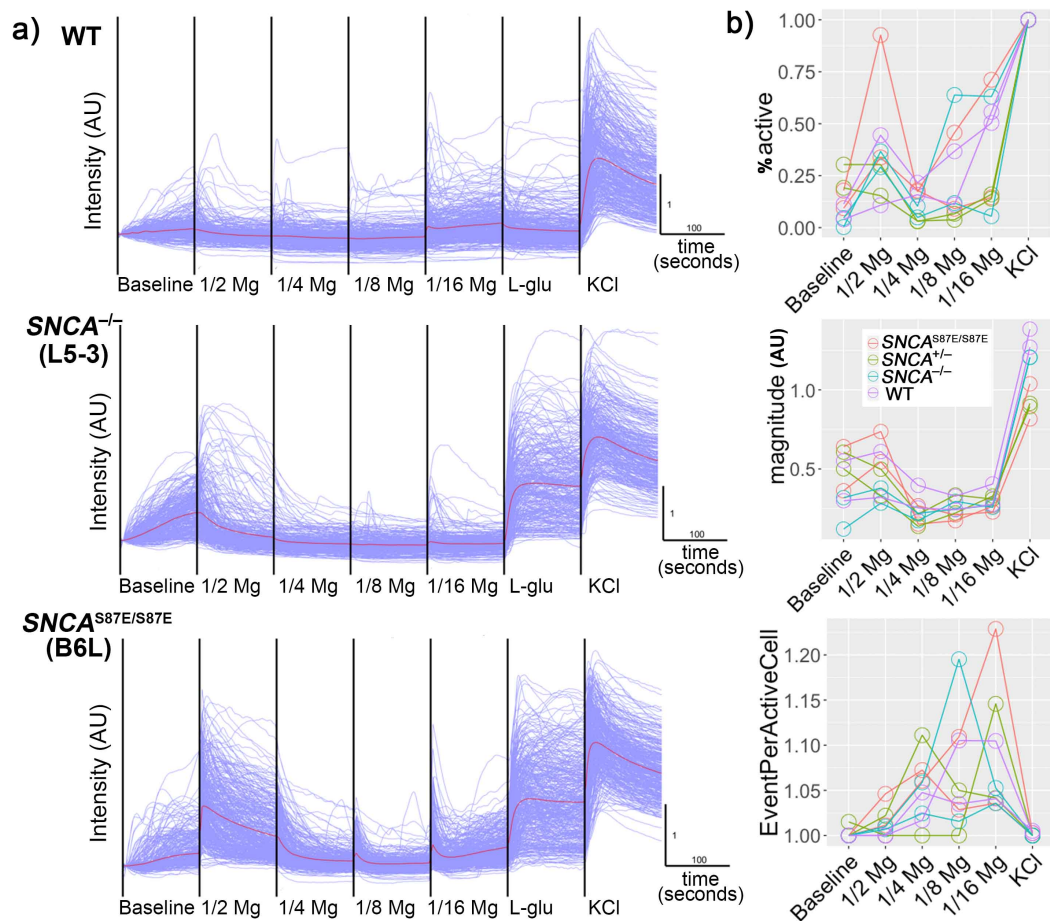 a)
WT
Intensity (AU)
Baseline 1/2 Mg 1/4 Mg 1/8 Mg 1/16 Mg L-glu KCl
1
100
time
(seconds)
SNCA–/–
(L5-3)
Intensity (AU)
Baseline 1/2 Mg 1/4 Mg 1/8 Mg 1/16 Mg L-glu KCl
1
100
time
(seconds)
SNCAS87E/S87E
(B6L)
Intensity (AU)
Baseline 1/2 Mg 1/4 Mg 1/8 Mg 1/16 Mg L-glu KCl
1
100
time
(seconds)
b)
%active
1.00
0.75
0.50
0.25
0.00
Baseline 1/2 Mg 1/4 Mg 1/8 Mg 1/16 Mg KCl
magnitude (AU)
1.0
0.5
SNCAS87E/S87E
SNCA+/–
SNCA–/–
WT
Baseline 1/2 Mg 1/4 Mg 1/8 Mg 1/16 Mg KCl
EventPerActiveCell
1.20
1.15
1.10
1.05
1.00
Baseline 1/2 Mg 1/4 Mg 1/8 Mg 1/16 Mg KCl